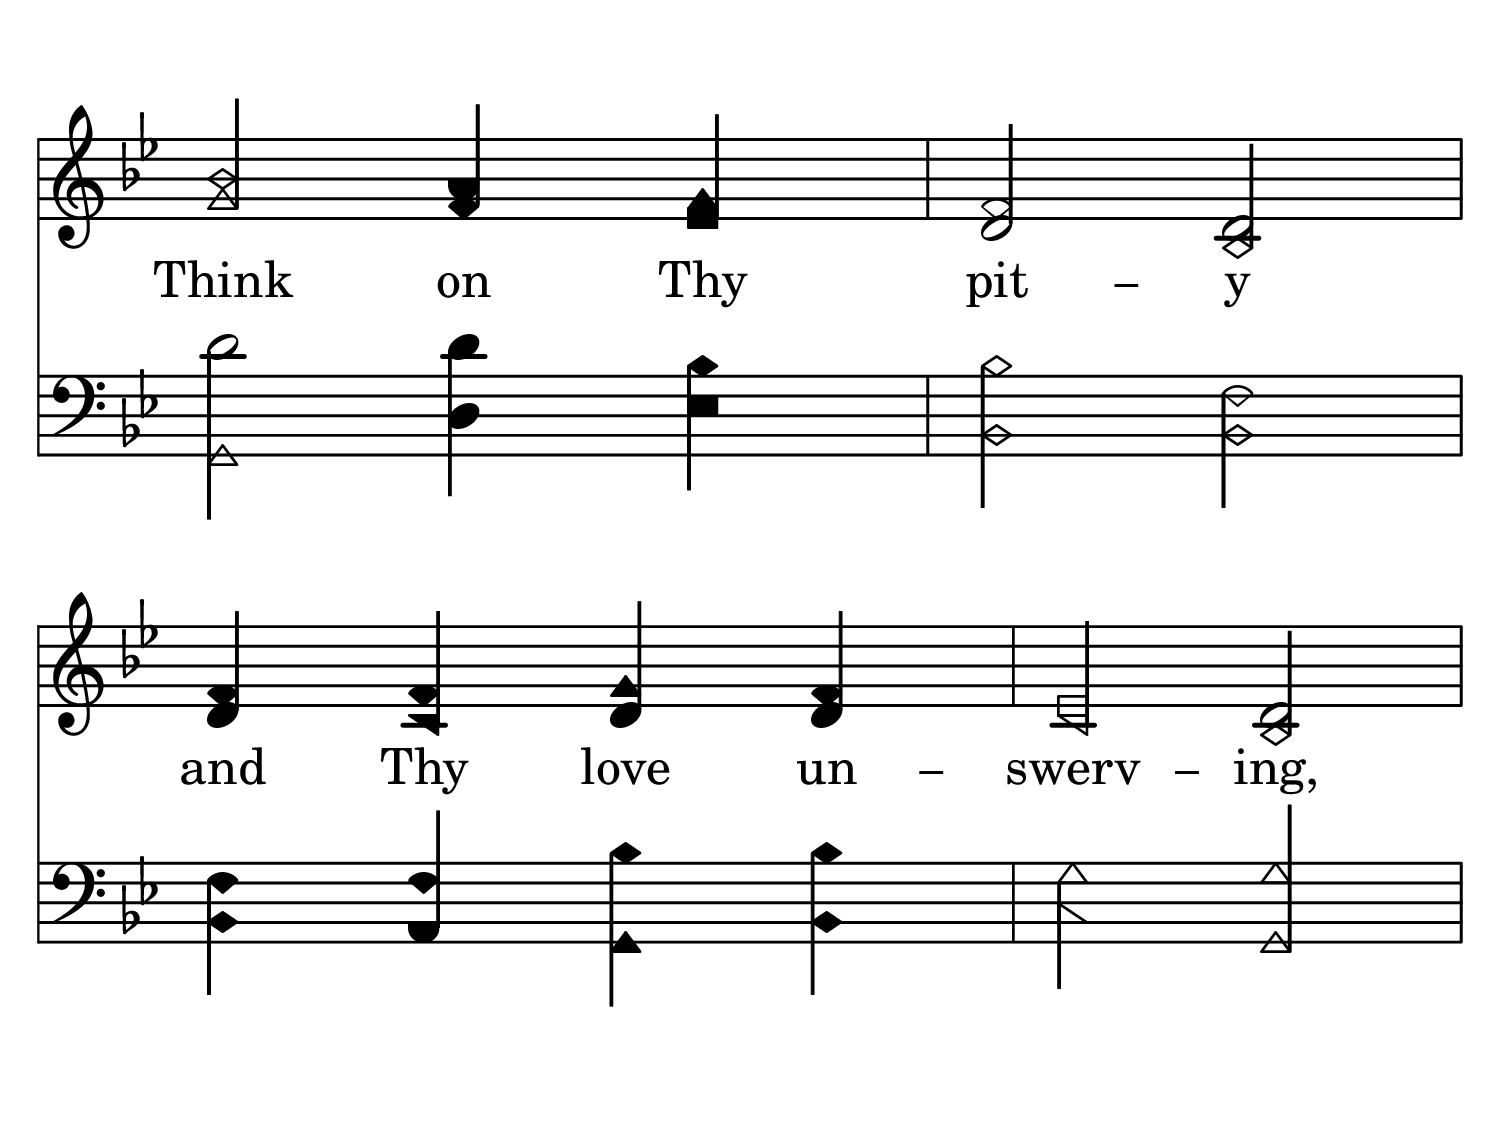 Think on Thy pit – y
and Thy love un – swerv – ing,